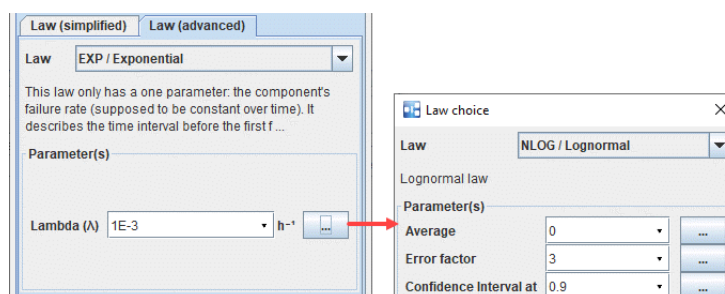 Law (simplified) Law (advanced)
Law EXP / Exponential
This law only has a one parameter: the component's
failure rate (supposed to be constant over time). It
describes the time interval before the first f ...
Parameter(s)
Lambda (λ) 1E-3 h⁻¹ ...
Law choice
Law NLOG / Lognormal
Lognormal law
Parameter(s)
Average 0 ...
Error factor 3 ...
Confidence Interval at 0.9 ...